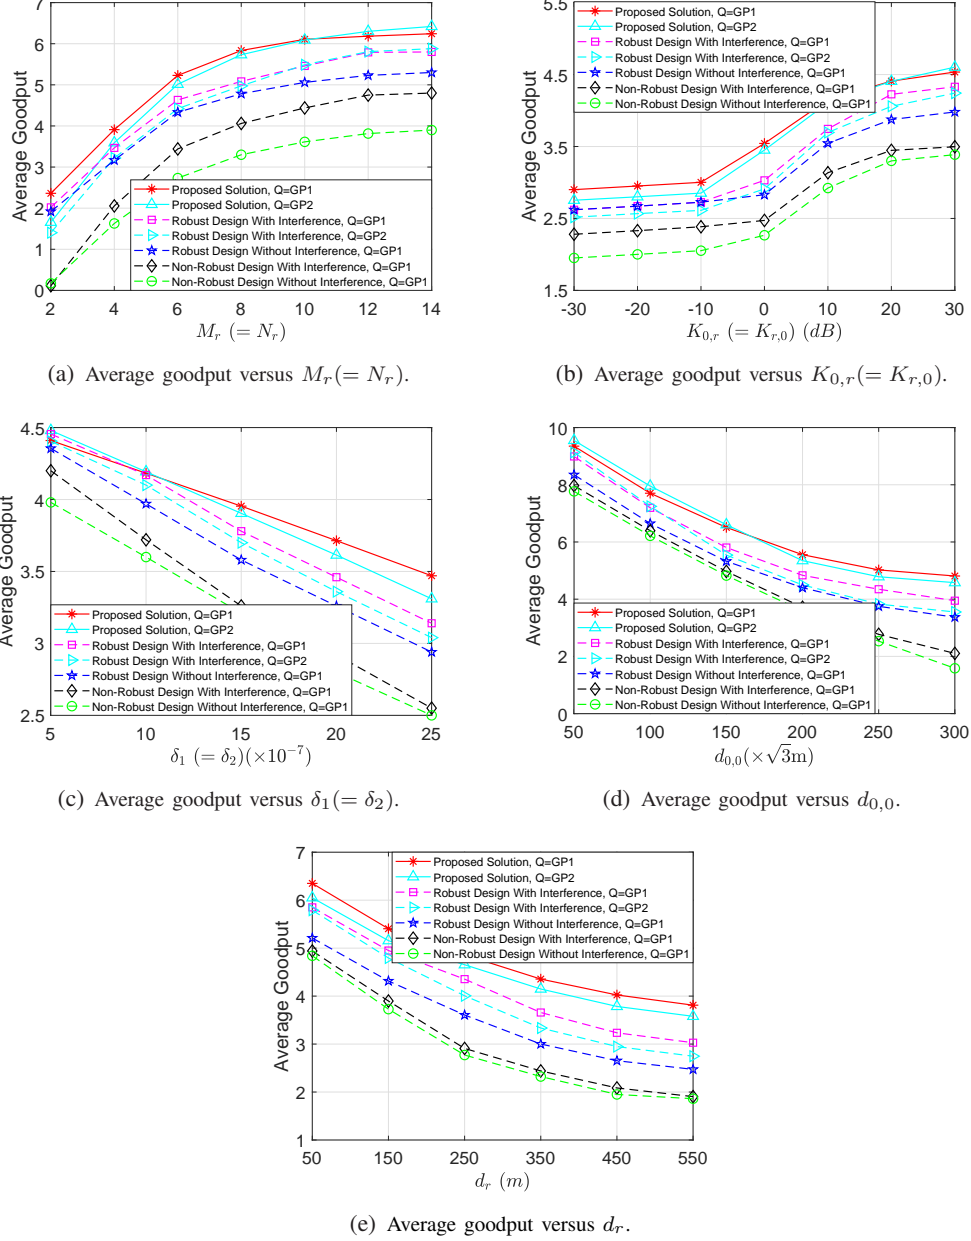 Average Goodput
7
6
5
4
3
2
1
0
Proposed Solution, Q=GP1
Proposed Solution, Q=GP2
Robust Design With Interference, Q=GP1
Robust Design With Interference, Q=GP2
Robust Design Without Interference, Q=GP1
Non-Robust Design With Interference, Q=GP1
Non-Robust Design Without Interference, Q=GP1
2 4 6 8 10 12 14
M_r (= N_r)
(a) Average goodput versus M_r(= N_r).
Average Goodput
5.5
4.5
3.5
2.5
1.5
Proposed Solution, Q=GP1
Proposed Solution, Q=GP2
Robust Design With Interference, Q=GP1
Robust Design With Interference, Q=GP2
Robust Design Without Interference, Q=GP1
Non-Robust Design With Interference, Q=GP1
Non-Robust Design Without Interference, Q=GP1
-30 -20 -10 0 10 20 30
K_{0,r} (= K_{r,0}) (dB)
(b) Average goodput versus K_{0,r}(= K_{r,0}).
Average Goodput
4.5
4
3.5
3
2.5
Proposed Solution, Q=GP1
Proposed Solution, Q=GP2
Robust Design With Interference, Q=GP1
Robust Design With Interference, Q=GP2
Robust Design Without Interference, Q=GP1
Non-Robust Design With Interference, Q=GP1
Non-Robust Design Without Interference, Q=GP1
5 10 15 20 25
δ_1 (= δ_2)(×10^{-7})
(c) Average goodput versus δ_1(= δ_2).
Average Goodput
10
8
6
4
2
0
Proposed Solution, Q=GP1
Proposed Solution, Q=GP2
Robust Design With Interference, Q=GP1
Robust Design With Interference, Q=GP2
Robust Design Without Interference, Q=GP1
Non-Robust Design With Interference, Q=GP1
Non-Robust Design Without Interference, Q=GP1
50 100 150 200 250 300
d_{0,0}(×√3m)
(d) Average goodput versus d_{0,0}.
Average Goodput
7
6
5
4
3
2
1
Proposed Solution, Q=GP1
Proposed Solution, Q=GP2
Robust Design With Interference, Q=GP1
Robust Design With Interference, Q=GP2
Robust Design Without Interference, Q=GP1
Non-Robust Design With Interference, Q=GP1
Non-Robust Design Without Interference, Q=GP1
50 150 250 350 450 550
d_r (m)
(e) Average goodput versus d_r.